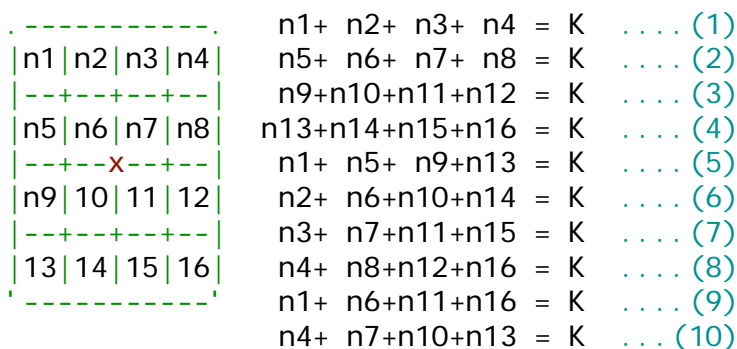 .-----------.   n1+ n2+ n3+ n4 = K ....(1)
|n1|n2|n3|n4|   n5+ n6+ n7+ n8 = K ....(2)
|--+--+--+--|   n9+n10+n11+n12 = K ....(3)
|n5|n6|n7|n8|  n13+n14+n15+n16 = K ....(4)
|--+--x--+--|   n1+ n5+ n9+n13 = K ....(5)
|n9|10|11|12|   n2+ n6+n10+n14 = K ....(6)
|--+--+--+--|   n3+ n7+n11+n15 = K ....(7)
|13|14|15|16|   n4+ n8+n12+n16 = K ....(8)
'-----------'   n1+ n6+n11+n16 = K ....(9)
n4+ n7+n10+n13 = K ...(10)